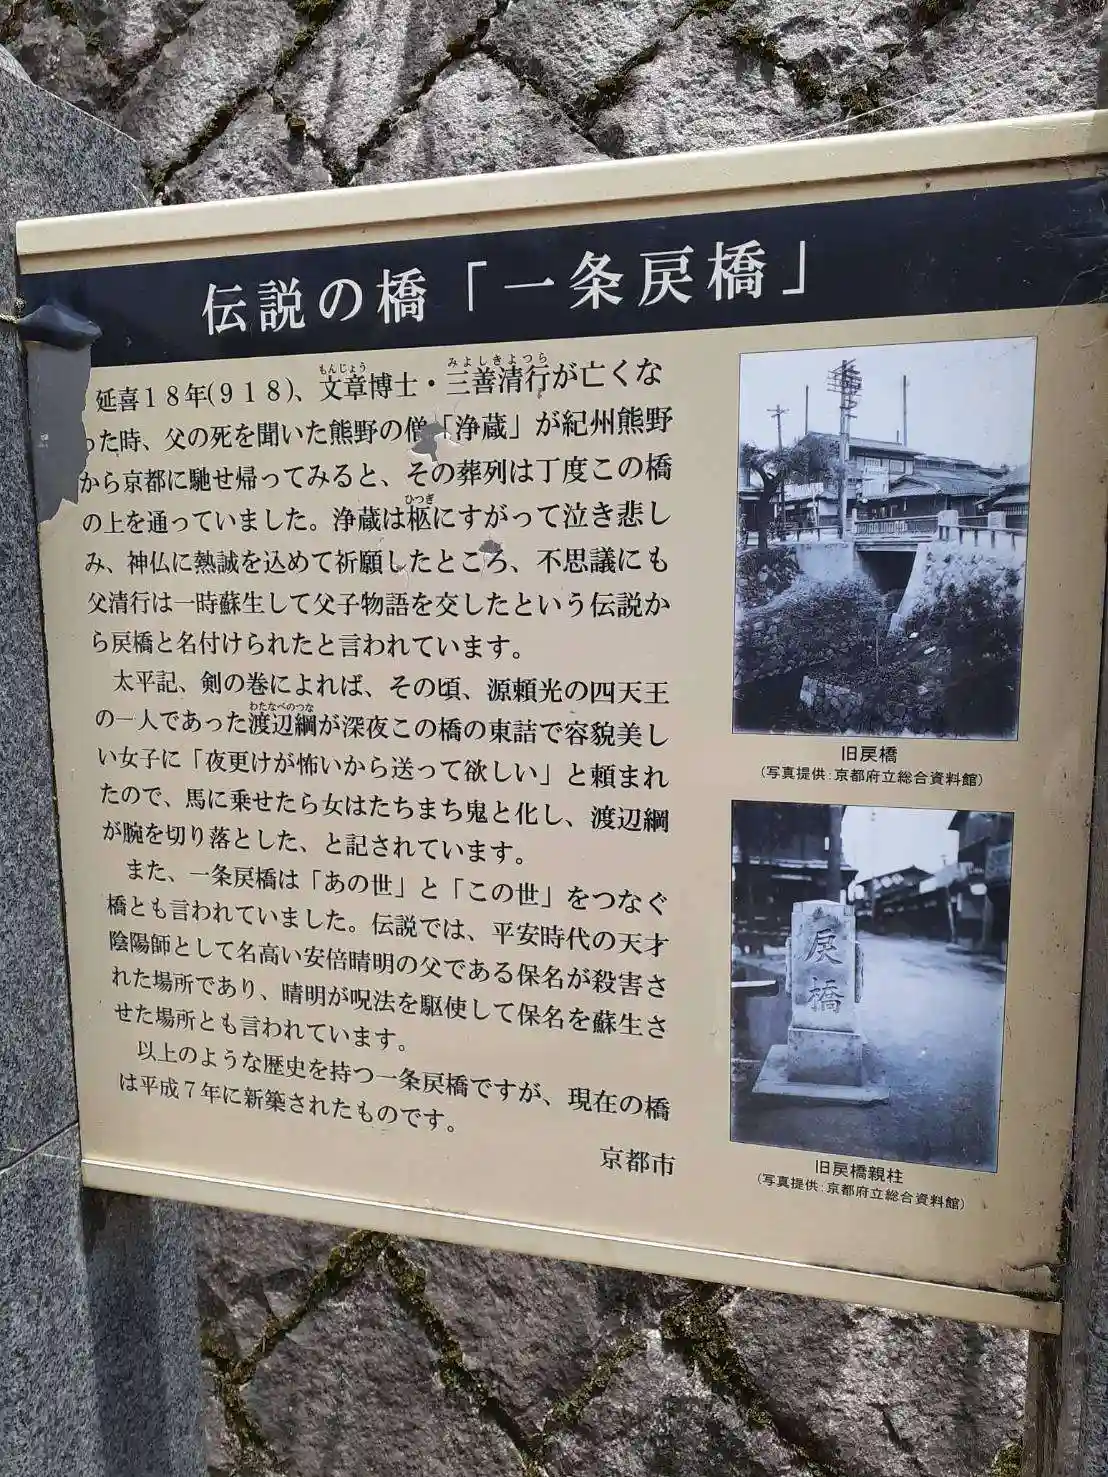 伝説の橋「一条戻橋」
延喜18年(918)、文章博士・三善清行が亡くな
もんじょう
みよしきよつら
った時、父の死を聞いた熊野の僧「浄蔵」が紀州熊野
から京都に馳せ帰ってみると、その葬列は丁度この橋
の上を通っていました。浄蔵は柩にすがって泣き悲し
ひつぎ
み、神仏に熱誠を込めて祈願したところ、不思議にも
父清行は一時蘇生して父子物語を交したという伝説か
ら戻橋と名付けられたと言われています。
太平記、剣の巻によれば、その頃、源頼光の四天王
の一人であった渡辺綱が深夜この橋の東詰で容貌美し
わたなべのつな
い女子に「夜更けが怖いから送って欲しい」と頼まれ
たので、馬に乗せたら女はたちまち鬼と化し、渡辺綱
が腕を切り落とした、と記されています。
また、一条戻橋は「あの世」と「この世」をつなぐ
橋とも言われていました。伝説では、平安時代の天才
陰陽師として名高い安倍晴明の父である保名が殺害さ
れた場所であり、晴明が呪法を駆使して保名を蘇生さ
せた場所とも言われています。
以上のような歴史を持つ一条戻橋ですが、現在の橋
は平成7年に新築されたものです。
京都市
旧戻橋
(写真提供:京都府立総合資料館)
戻橋
旧戻橋親柱
(写真提供:京都府立総合資料館)